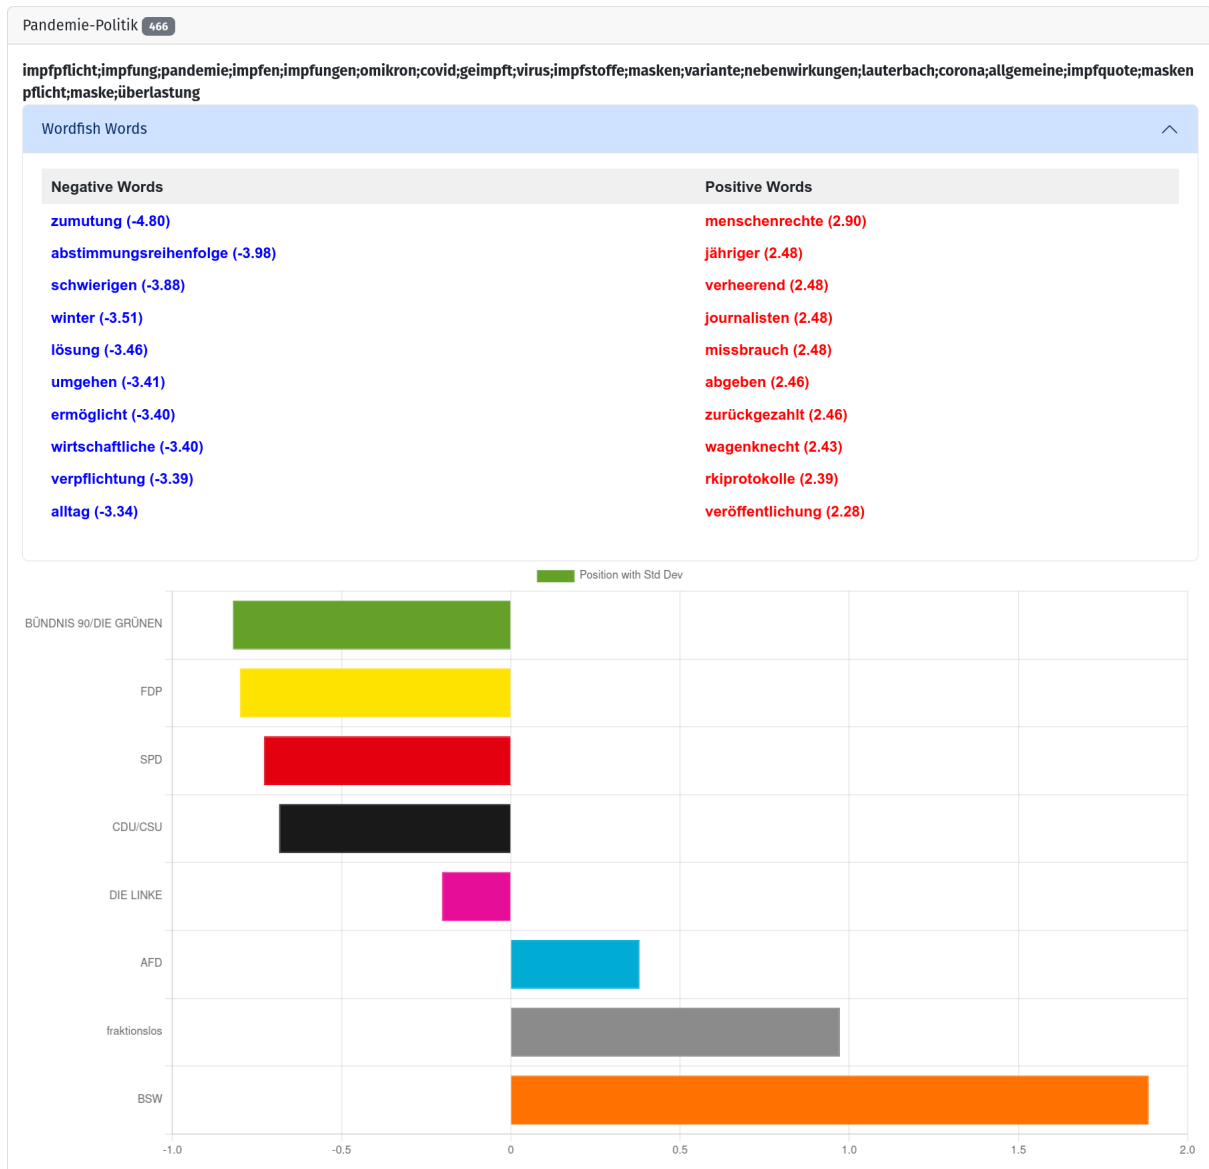 Pandemie-Politik 466
impfpflicht;impfung;pandemie;impfen;impfungen;omikron;covid;geimpft;virus;impfstoffe;masken;variante;nebenwirkungen;lauterbach;corona;allgemeine;impfquote;masken
pflicht;maske;überlastung
Wordfish Words
Negative Words Positive Words
zumutung (-4.80) menschenrechte (2.90)
abstimmungsreihenfolge (-3.98) jähriger (2.48)
schwierigen (-3.88) verheerend (2.48)
winter (-3.51) journalisten (2.48)
lösung (-3.46) missbrauch (2.48)
umgehen (-3.41) abgeben (2.46)
ermöglicht (-3.40) zurückgezahlt (2.46)
wirtschaftliche (-3.40) wagenknecht (2.43)
verpflichtung (-3.39) rkiprotokolle (2.39)
alltag (-3.34) veröffentlichung (2.28)
Position with Std Dev
BÜNDNIS 90/DIE GRÜNEN
FDP
SPD
CDU/CSU
DIE LINKE
AFD
fraktionslos
BSW
-1.0 -0.5 0 0.5 1.0 1.5 2.0